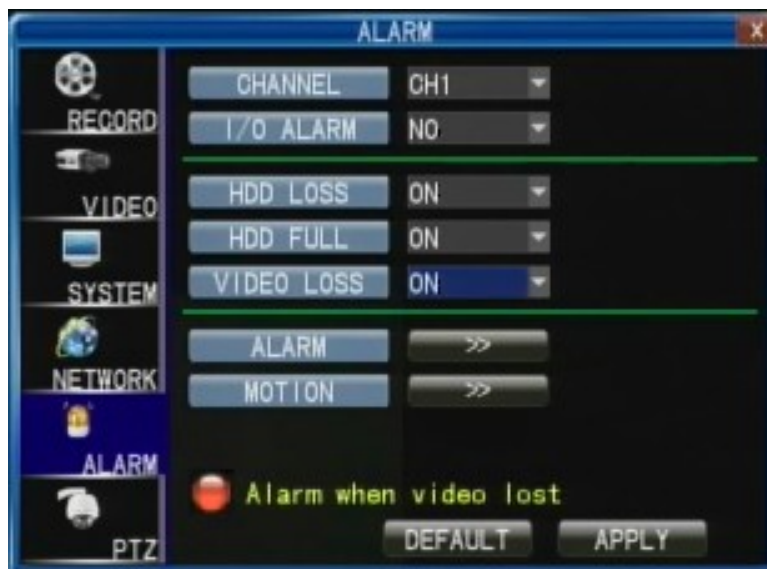 ALARM
X
RECORD
VIDEO
SYSTEM
NETWORK
ALARM
PTZ
CHANNEL CH1
I/O ALARM NO
HDD LOSS ON
HDD FULL ON
VIDEO LOSS ON
ALARM >>
MOTION >>
Alarm when video lost
DEFAULT APPLY